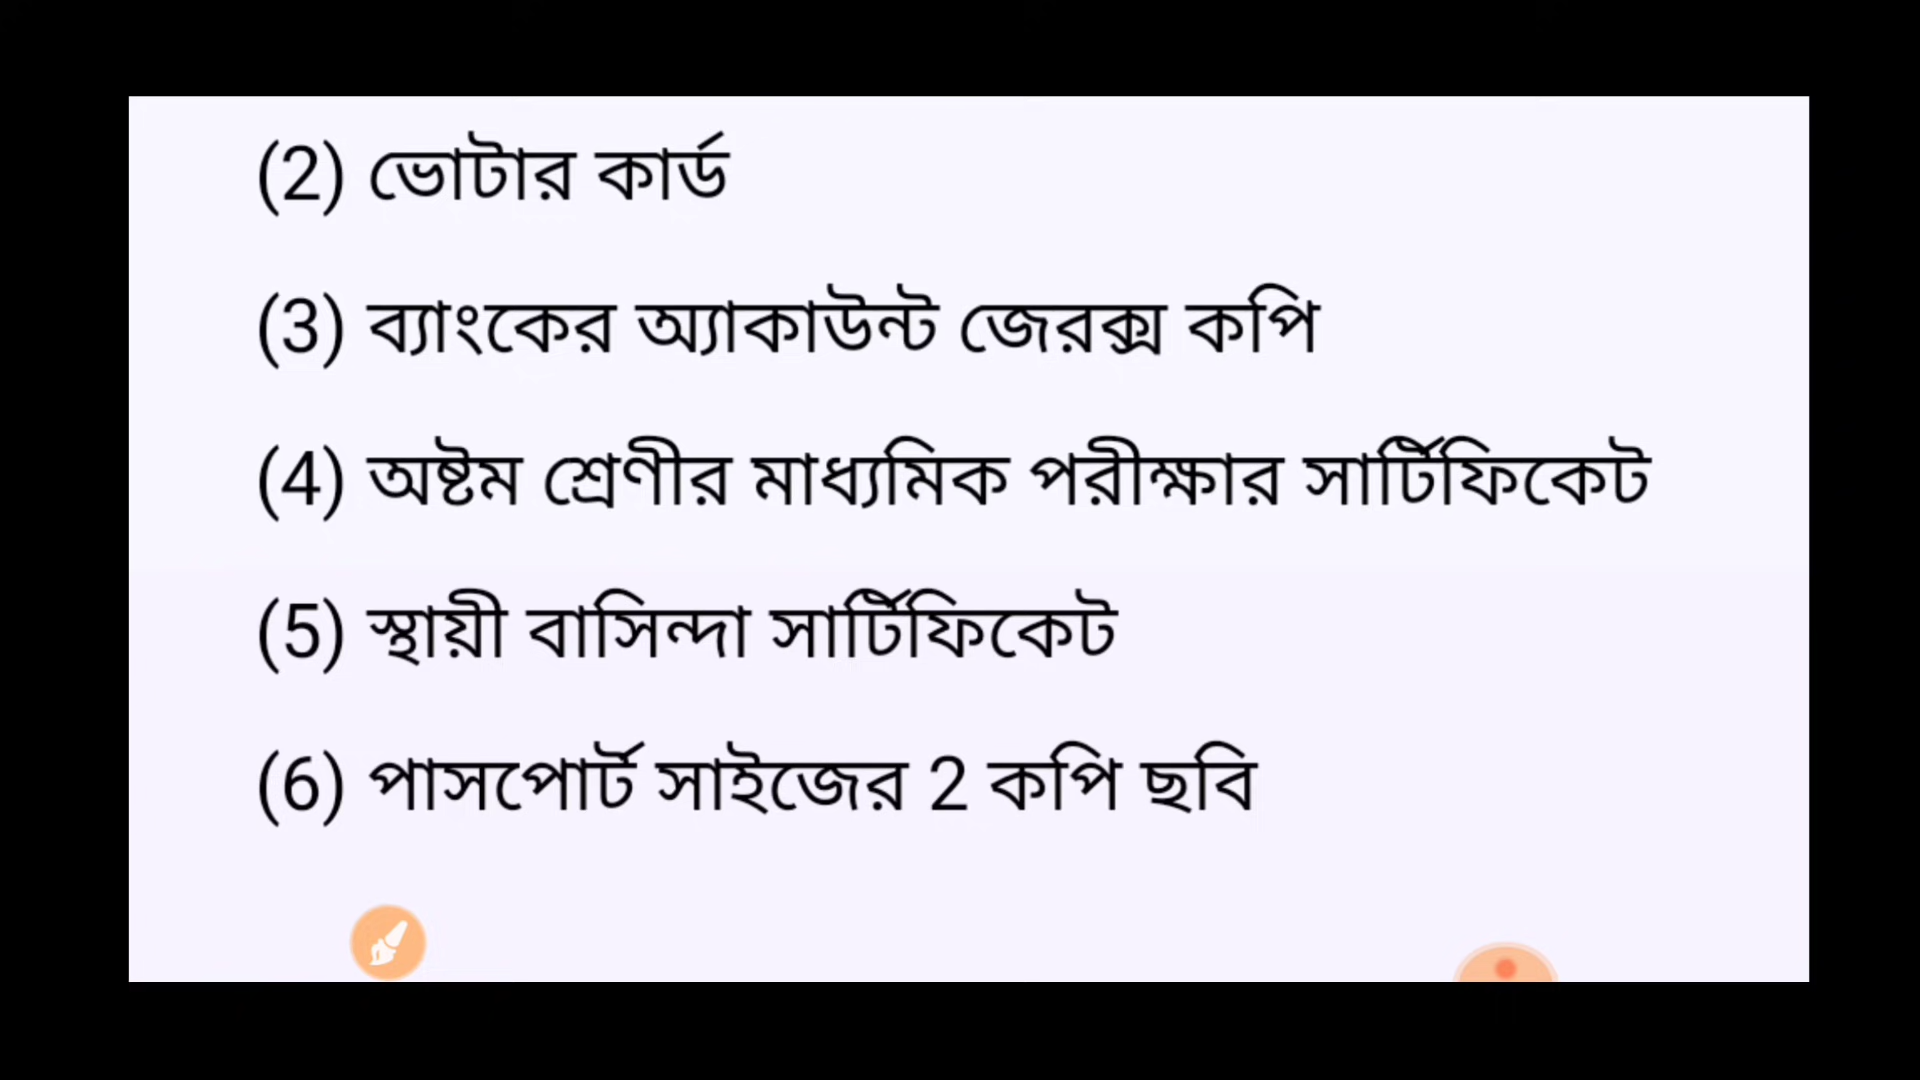 (2) ভোটার কার্ড
(3) ব্যাংকের অ্যাকাউন্ট জেরক্স কপি
(4) অষ্টম শ্রেণীর মাধ্যমিক পরীক্ষার সার্টিফিকেট
(5) স্থায়ী বাসিন্দা সার্টিফিকেট
(6) পাসপোর্ট সাইজের 2 কপি ছবি